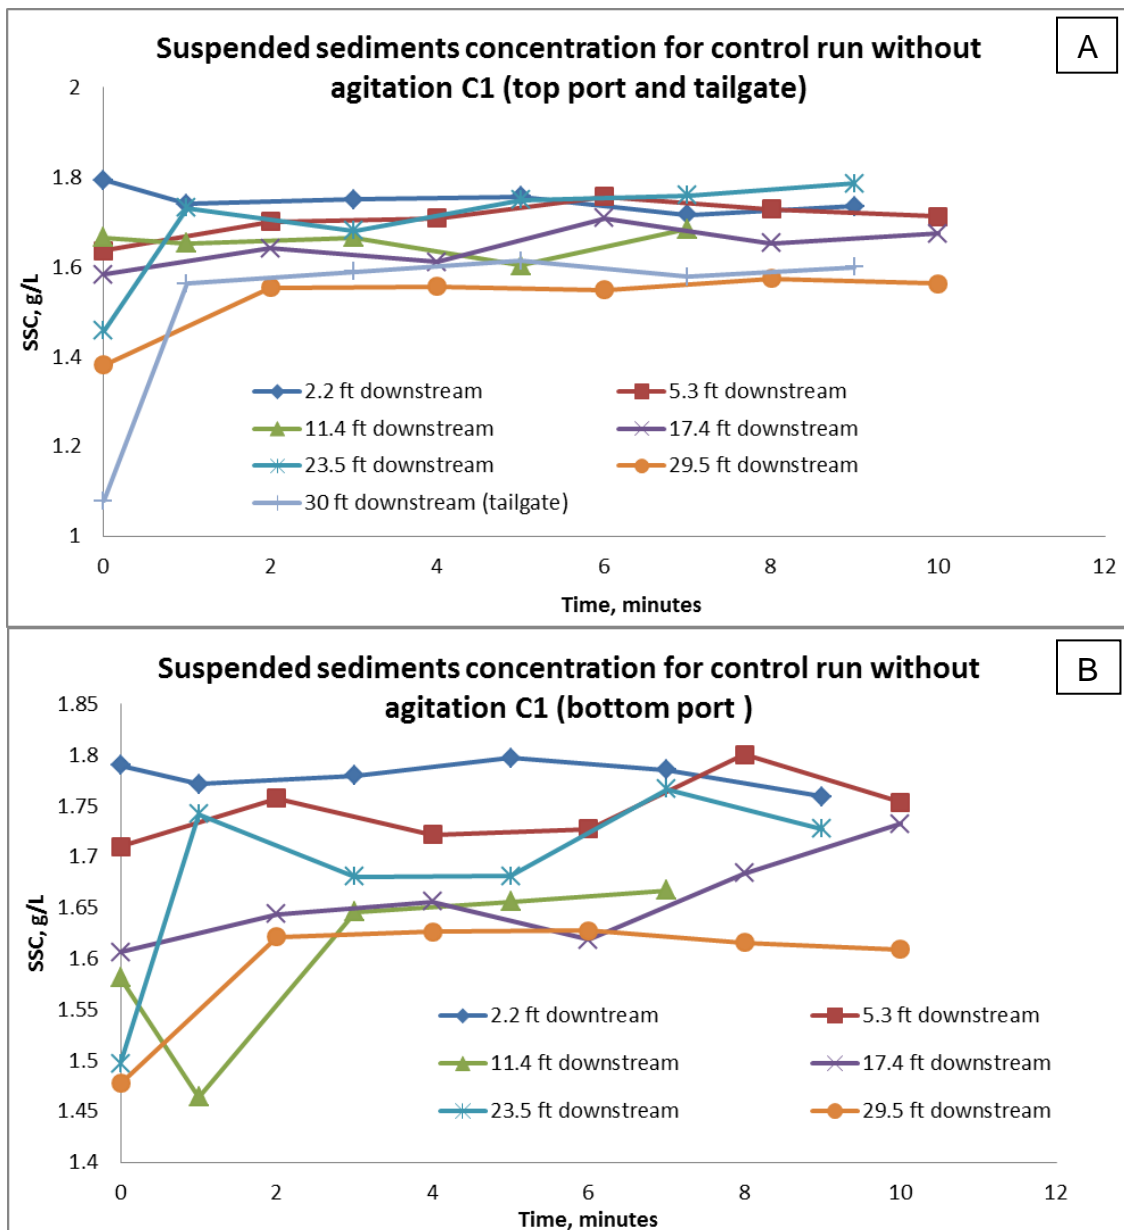 A
Suspended sediments concentration for control run without
agitation C1 (top port and tailgate)
2
1.8
1.6
1.4
1.2
1
SSC, g/L
2.2 ft downstream
5.3 ft downstream
11.4 ft downstream
17.4 ft downstream
23.5 ft downstream
29.5 ft downstream
30 ft downstream (tailgate)
0 2 4 6 8 10 12
Time, minutes
B
Suspended sediments concentration for control run without
agitation C1 (bottom port )
1.85
1.8
1.75
1.7
1.65
1.6
1.55
1.5
1.45
1.4
SSC, g/L
2.2 ft downtream
5.3 ft downstream
11.4 ft downstream
17.4 ft downstream
23.5 ft downstream
29.5 ft downstream
0 2 4 6 8 10 12
Time, minutes